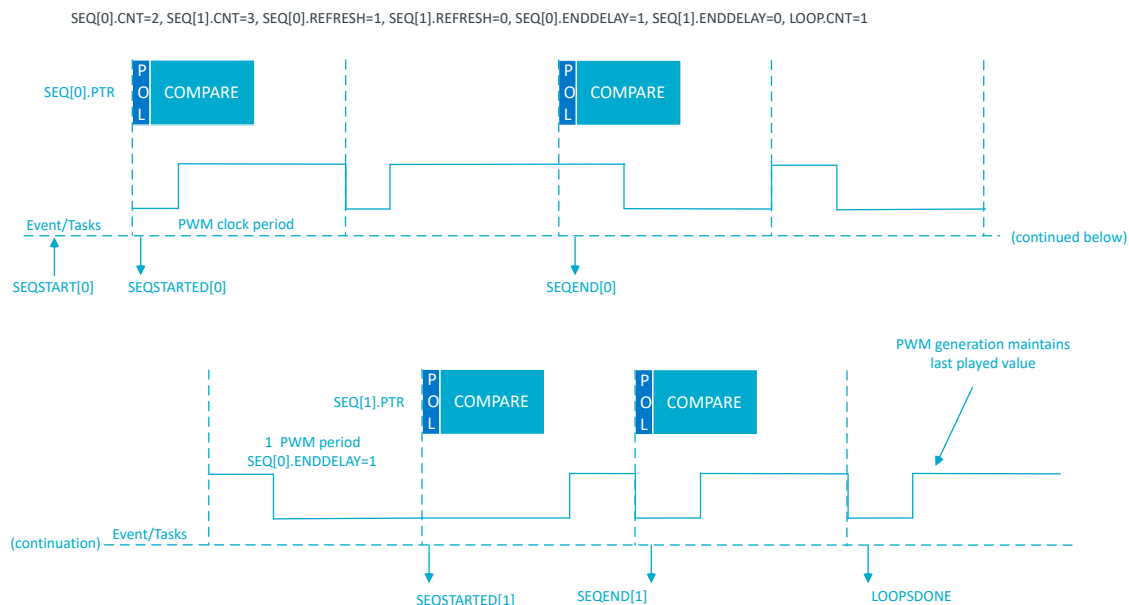 SEQ[0].CNT=2, SEQ[1].CNT=3, SEQ[0].REFRESH=1, SEQ[1].REFRESH=0, SEQ[0].ENDDELAY=1, SEQ[1].ENDDELAY=0, LOOP.CNT=1
SEQ[0].PTR
P
O
L
COMPARE
P
O
L
COMPARE
Event/Tasks
PWM clock period
(continued below)
SEQSTART[0]
SEQSTARTED[0]
SEQEND[0]
PWM generation maintains
last played value
SEQ[1].PTR
P
O
L
COMPARE
P
O
L
COMPARE
1 PWM period
SEQ[0].ENDDELAY=1
Event/Tasks
(continuation)
SEQSTARTED[1]
SEQEND[1]
LOOPSDONE